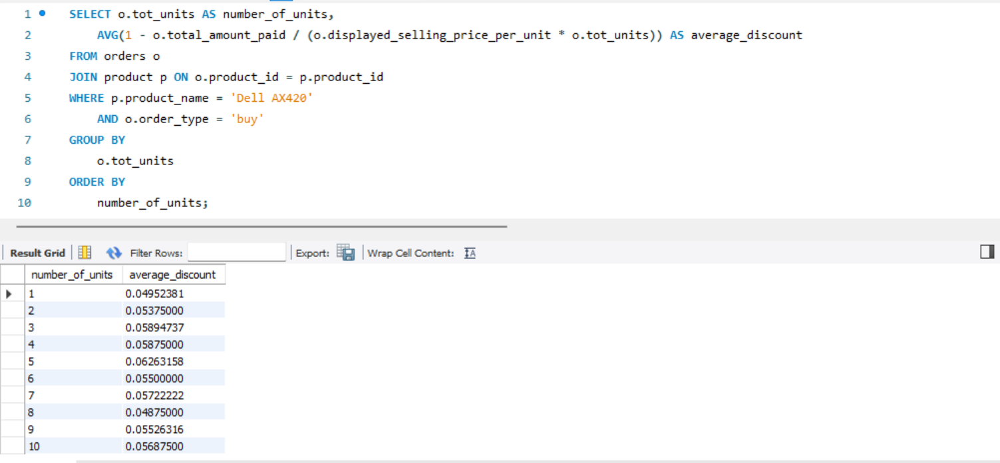 1 SELECT o.tot_units AS number_of_units,
2 AVG(1 - o.total_amount_paid / (o.displayed_selling_price_per_unit * o.tot_units)) AS average_discount
3 FROM orders o
4 JOIN product p ON o.product_id = p.product_id
5 WHERE p.product_name = 'Dell AX420'
6 AND o.order_type = 'buy'
7 GROUP BY
8 o.tot_units
9 ORDER BY
10 number_of_units;
Result Grid Filter Rows: Export: Wrap Cell Content: IA
number_of_units average_discount
1 0.04952381
2 0.05375000
3 0.05894737
4 0.05875000
5 0.06263158
6 0.05500000
7 0.05722222
8 0.04875000
9 0.05526316
10 0.05687500